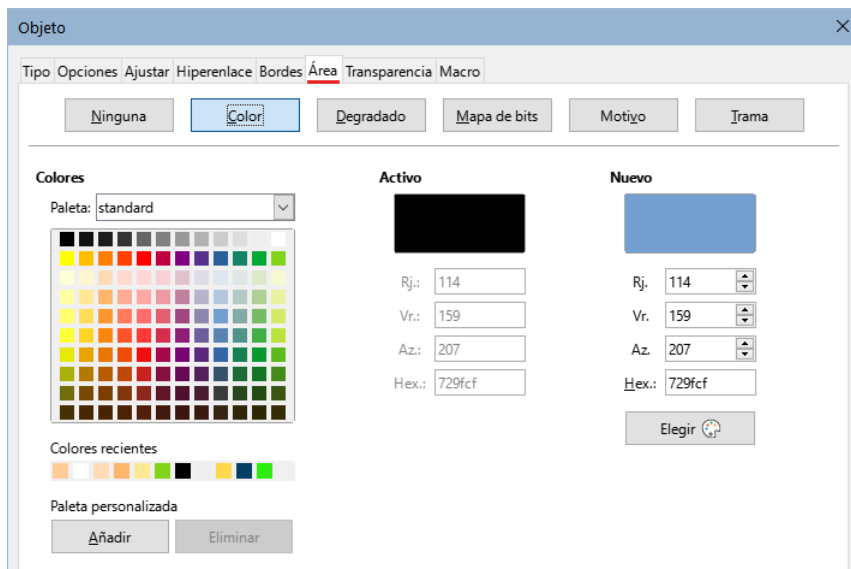 Objeto
Tipo Opciones Ajustar Hiperenlace Bordes Área Transparencia Macro
Ninguna Color Degradado Mapa de bits Motivo Trama
Colores Activo Nuevo
Paleta: standard
Rj.: 114 Rj. 114
Vr.: 159 Vr. 159
Az.: 207 Az. 207
Hex.: 729fcf Hex.: 729fcf
Elegir
Colores recientes
Paleta personalizada
Añadir Eliminar